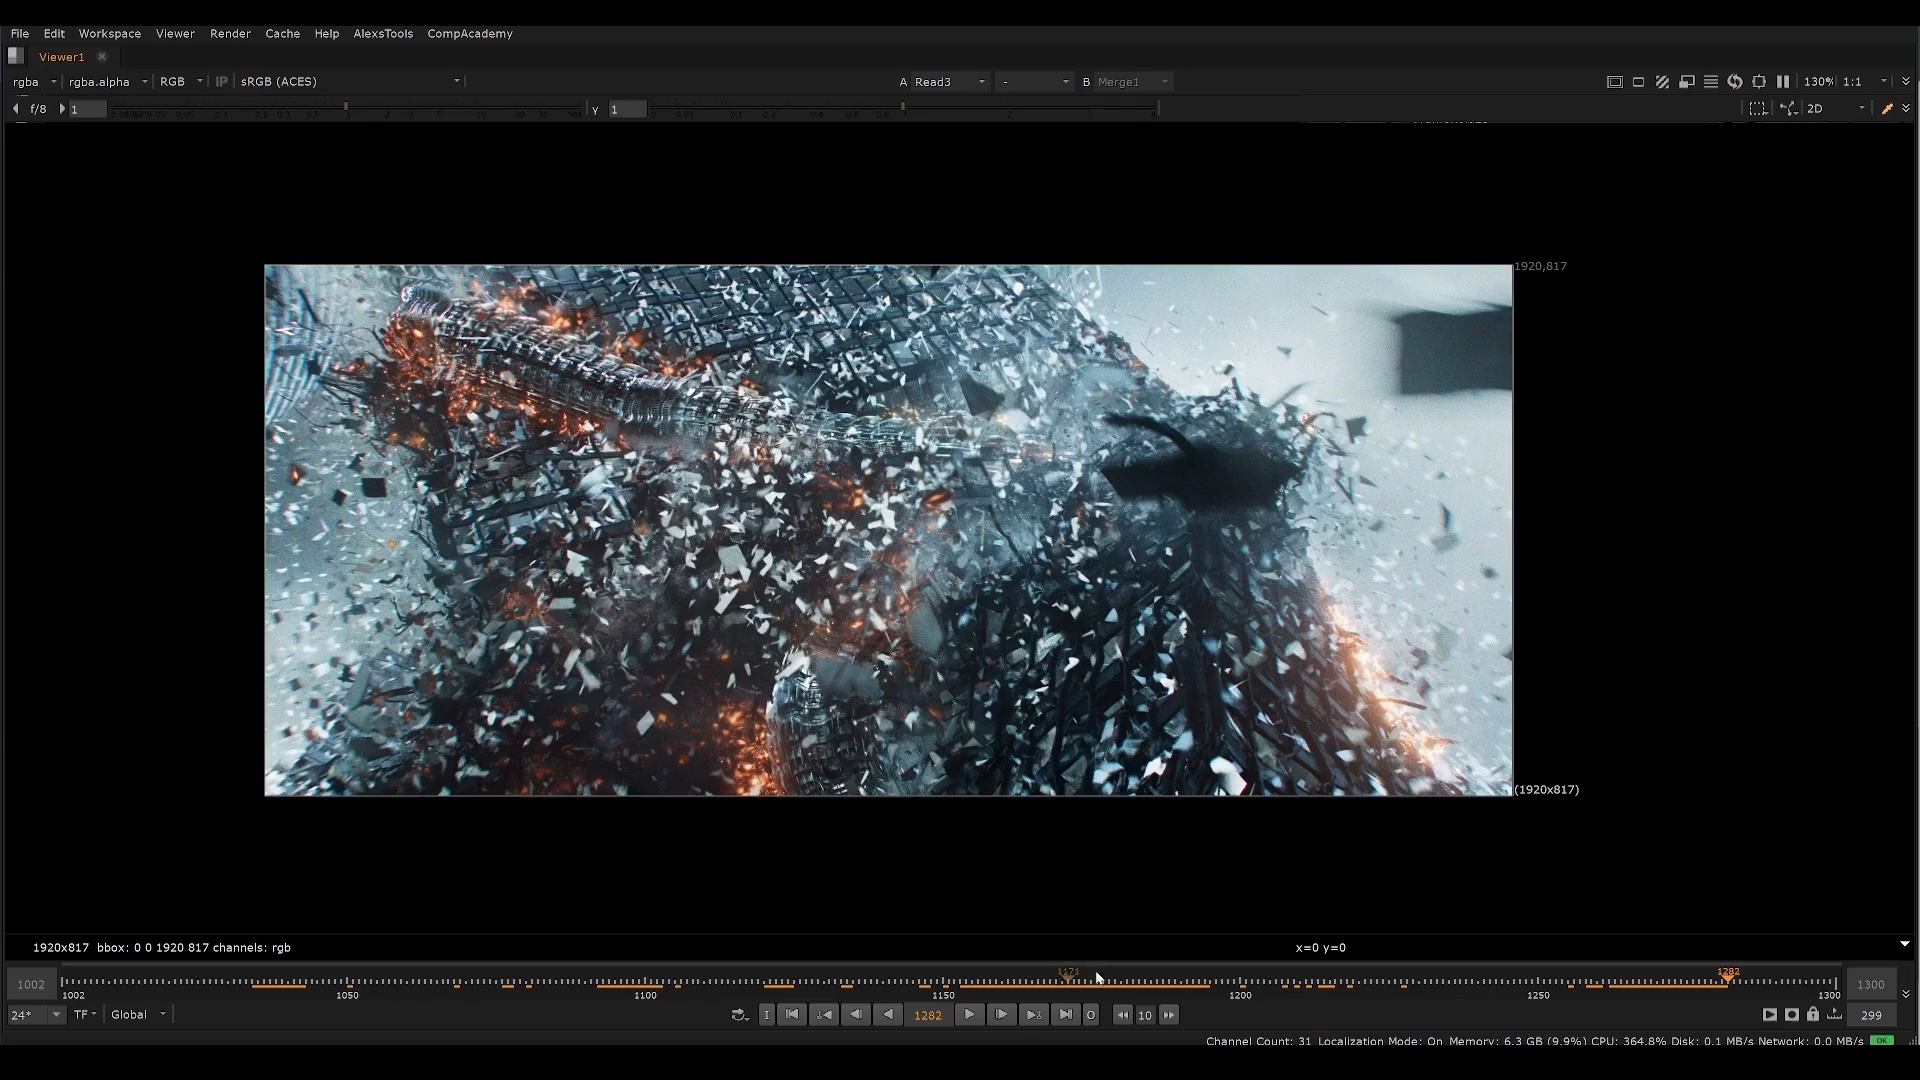 File Edit Workspace Viewer Render Cache Help AlexsTools CompAcademy
Viewer1
rgba rgba.alpha RGB IP sRGB (ACES) A Read3 - B Merge1 130% 1:1
f/8 1 Y 1 2D
1920,817
(1920x817)
1920x817 bbox: 0 0 1920 817 channels: rgb x=0 y=0
1171 1282
1002 1300
1002 1050 1100 1150 1200 1250 1300
24* TF Global I 1282 O 10 299
Channel Count: 31 Localization Mode: On Memory: 6.3 GB (9.9%) CPU: 364.8% Disk: 0.1 MB/s Network: 0.0 MB/s OK